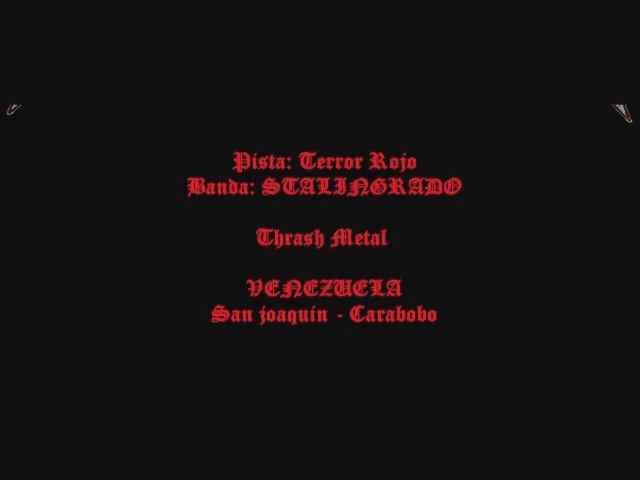 Pista: Terror Rojo
Banda: STALINGRADO
Thrash Metal
VENEZUELA
San joaquin - Carabobo